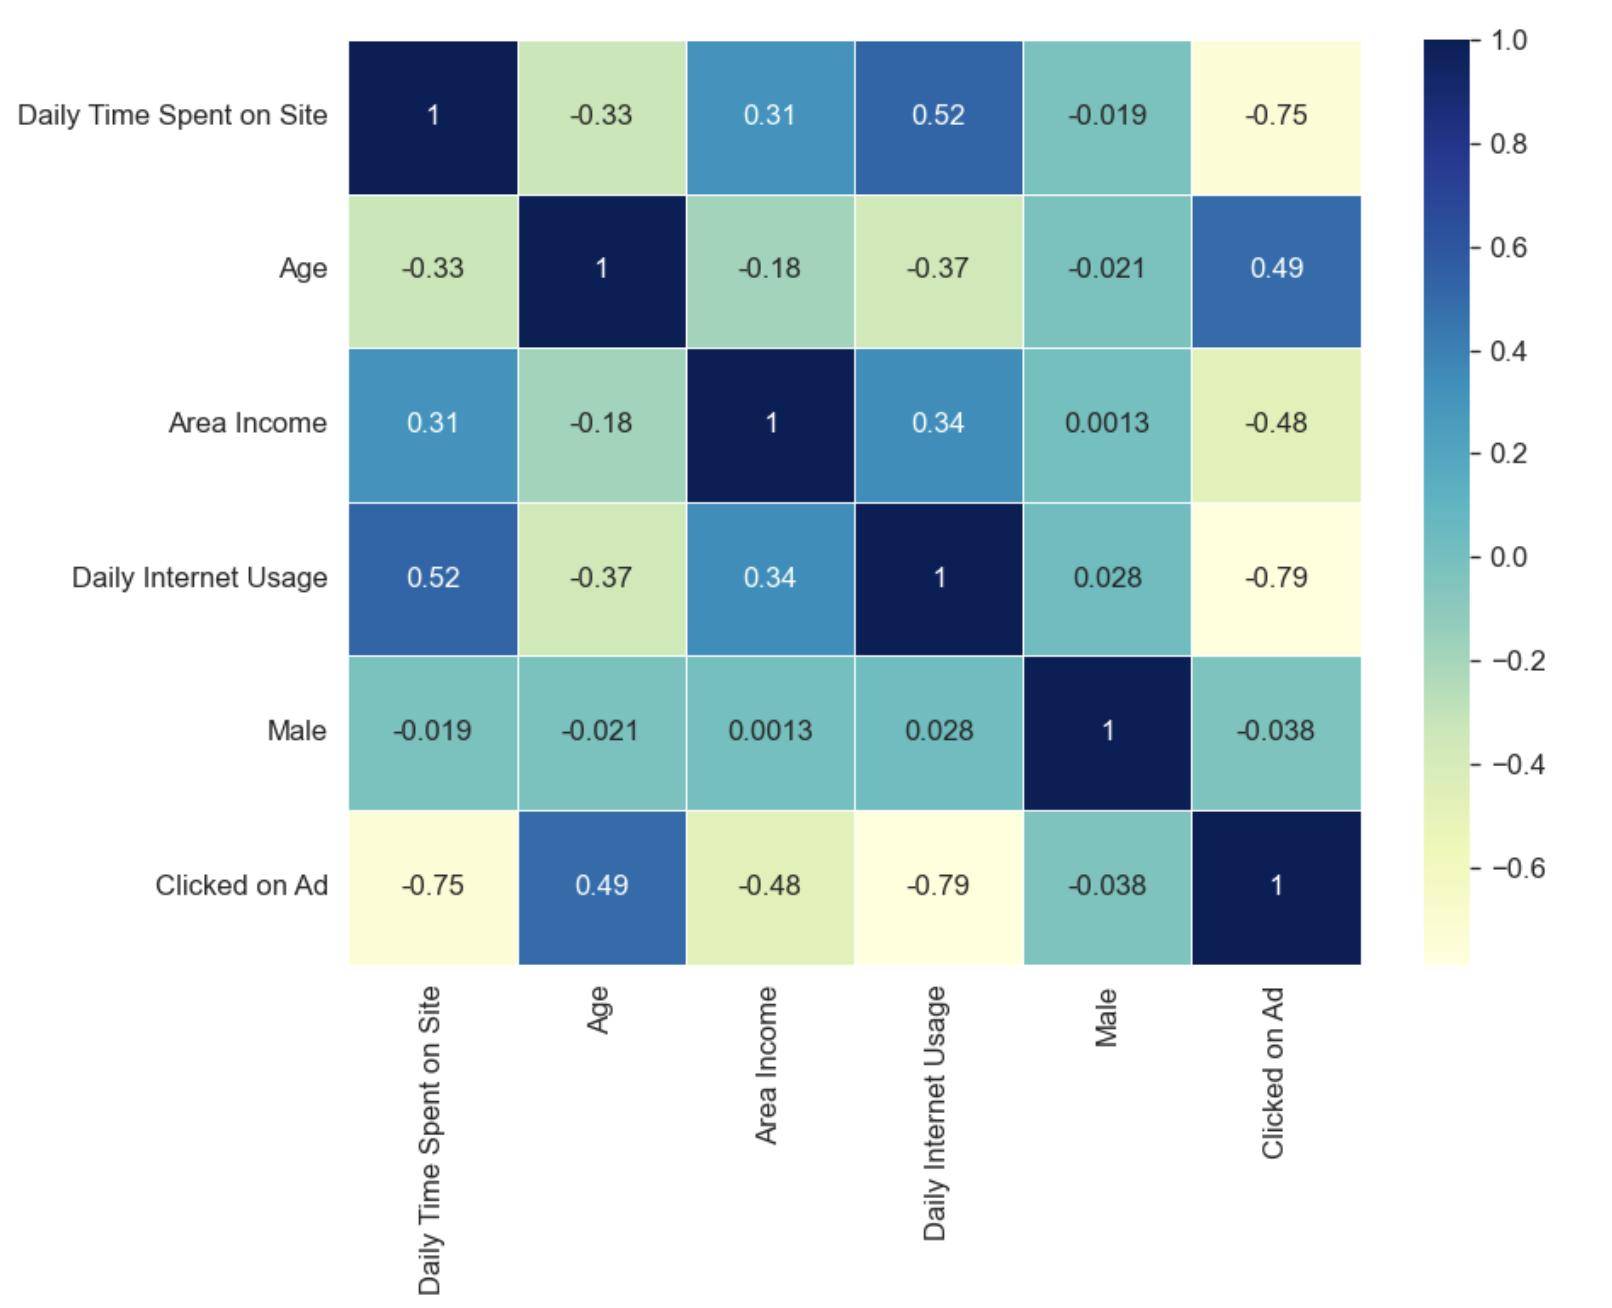 Daily Time Spent on Site 1 -0.33 0.31 0.52 -0.019 -0.75
Age -0.33 1 -0.18 -0.37 -0.021 0.49
Area Income 0.31 -0.18 1 0.34 0.0013 -0.48
Daily Internet Usage 0.52 -0.37 0.34 1 0.028 -0.79
Male -0.019 -0.021 0.0013 0.028 1 -0.038
Clicked on Ad -0.75 0.49 -0.48 -0.79 -0.038 1
Daily Time Spent on Site
Age
Area Income
Daily Internet Usage
Male
Clicked on Ad
1.0
0.8
0.6
0.4
0.2
0.0
−0.2
−0.4
−0.6